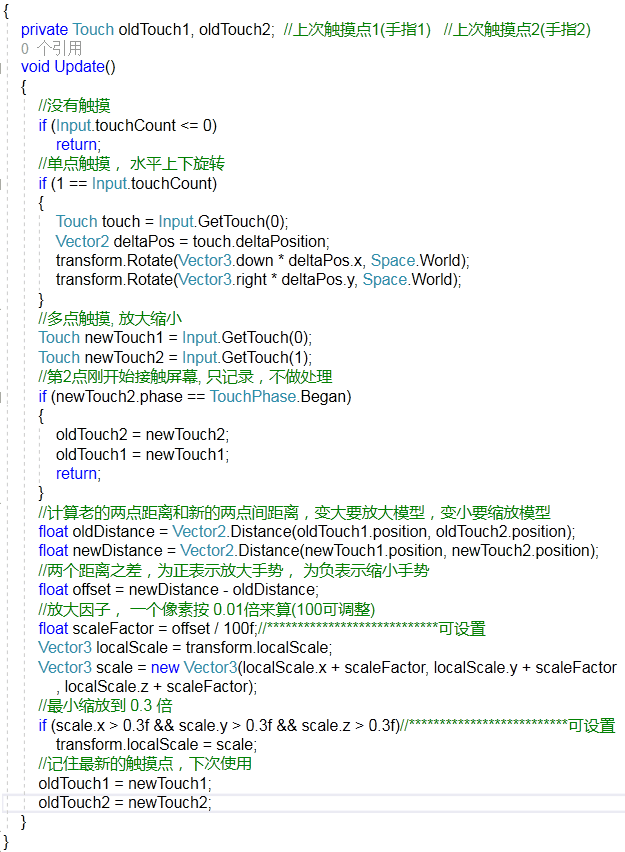 {
private Touch oldTouch1, oldTouch2;  //上次触摸点1(手指1)   //上次触摸点2(手指2)
0 个引用
void Update()
{
//没有触摸
if (Input.touchCount <= 0)
return;
//单点触摸， 水平上下旋转
if (1 == Input.touchCount)
{
Touch touch = Input.GetTouch(0);
Vector2 deltaPos = touch.deltaPosition;
transform.Rotate(Vector3.down * deltaPos.x, Space.World);
transform.Rotate(Vector3.right * deltaPos.y, Space.World);
}
//多点触摸, 放大缩小
Touch newTouch1 = Input.GetTouch(0);
Touch newTouch2 = Input.GetTouch(1);
//第2点刚开始接触屏幕, 只记录，不做处理
if (newTouch2.phase == TouchPhase.Began)
{
oldTouch2 = newTouch2;
oldTouch1 = newTouch1;
return;
}
//计算老的两点距离和新的两点间距离，变大要放大模型，变小要缩放模型
float oldDistance = Vector2.Distance(oldTouch1.position, oldTouch2.position);
float newDistance = Vector2.Distance(newTouch1.position, newTouch2.position);
//两个距离之差，为正表示放大手势， 为负表示缩小手势
float offset = newDistance - oldDistance;
//放大因子， 一个像素按 0.01倍来算(100可调整)
float scaleFactor = offset / 100f;//****************************可设置
Vector3 localScale = transform.localScale;
Vector3 scale = new Vector3(localScale.x + scaleFactor, localScale.y + scaleFactor
, localScale.z + scaleFactor);
//最小缩放到 0.3 倍
if (scale.x > 0.3f && scale.y > 0.3f && scale.z > 0.3f)//**************************可设置
transform.localScale = scale;
//记住最新的触摸点，下次使用
oldTouch1 = newTouch1;
oldTouch2 = newTouch2;
}
}